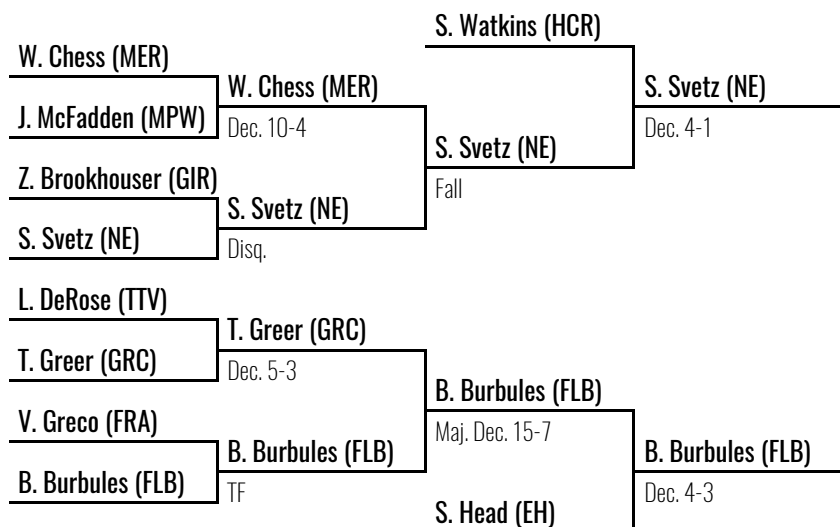 S. Watkins (HCR)
W. Chess (MER)
W. Chess (MER)
S. Svetz (NE)
J. McFadden (MPW)
Dec. 10-4
Dec. 4-1
S. Svetz (NE)
Z. Brookhouser (GIR)
Fall
S. Svetz (NE)
S. Svetz (NE)
Disq.
L. DeRose (TTV)
T. Greer (GRC)
T. Greer (GRC)
Dec. 5-3
B. Burbules (FLB)
V. Greco (FRA)
Maj. Dec. 15-7
B. Burbules (FLB)
B. Burbules (FLB)
B. Burbules (FLB)
TF
Dec. 4-3
S. Head (EH)